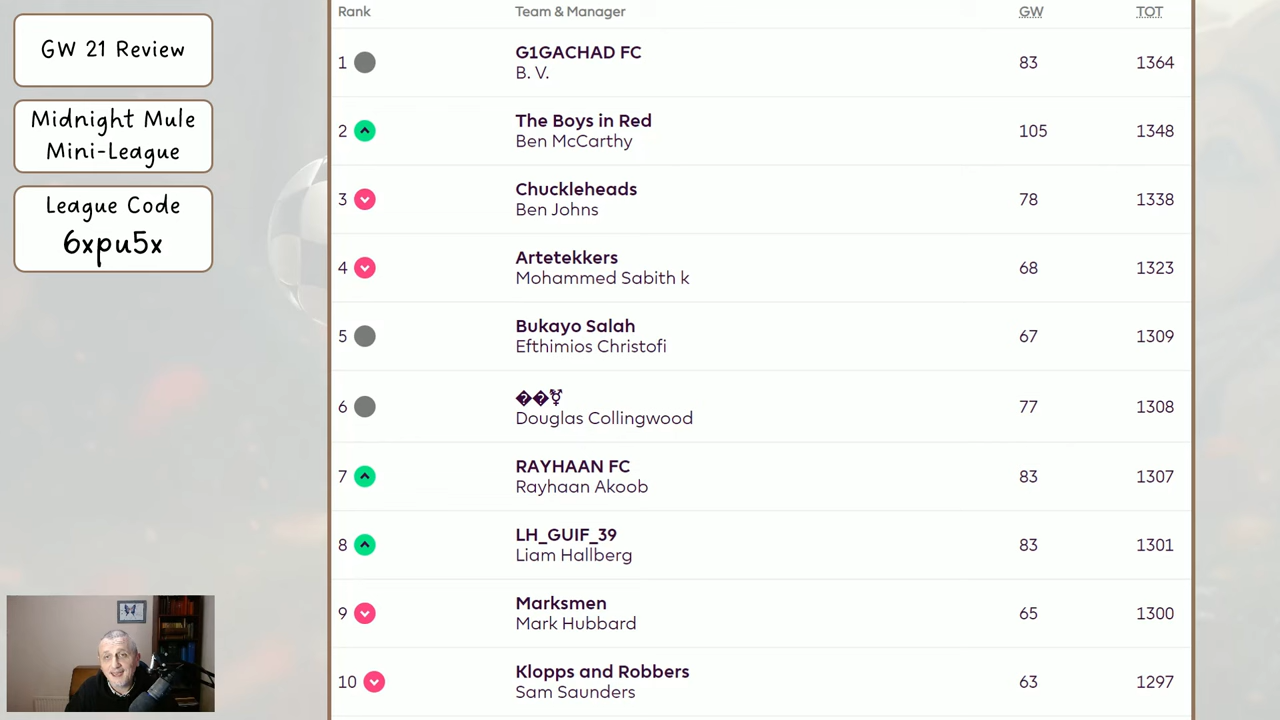 GW 21 Review
Midnight Mule
Mini-League
League Code
6xpu5x
Rank Team & Manager GW TOT
1 G1GACHAD FC 83 1364
B. V.
2 The Boys in Red 105 1348
Ben McCarthy
3 Chuckleheads 78 1338
Ben Johns
4 Artetekkers 68 1323
Mohammed Sabith k
5 Bukayo Salah 67 1309
Efthimios Christofi
6 ��⚧ 77 1308
Douglas Collingwood
7 RAYHAAN FC 83 1307
Rayhaan Akoob
8 LH_GUIF_39 83 1301
Liam Hallberg
9 Marksmen 65 1300
Mark Hubbard
10 Klopps and Robbers 63 1297
Sam Saunders